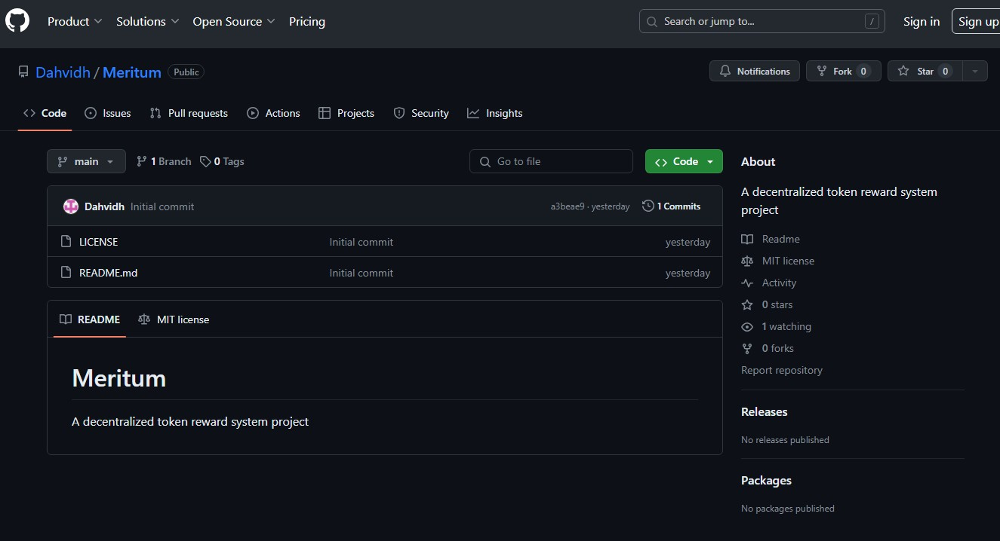 Product Solutions Open Source Pricing Search or jump to... / Sign in Sign up
Dahvidh / Meritum Public Notifications Fork 0 Star 0
Code Issues Pull requests Actions Projects Security Insights
main 1 Branch 0 Tags Go to file Code
Dahvidh Initial commit a3beae9 · yesterday 1 Commits
LICENSE Initial commit yesterday
README.md Initial commit yesterday
README MIT license
Meritum
A decentralized token reward system project
About
A decentralized token reward system
project
Readme
MIT license
Activity
0 stars
1 watching
0 forks
Report repository
Releases
No releases published
Packages
No packages published